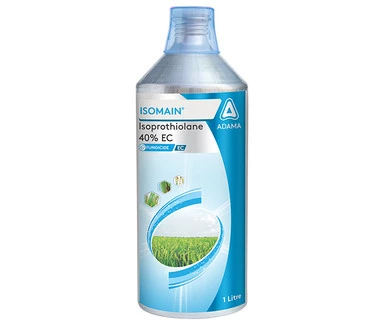 ISOMAIN®
Isoprothiolane
40% EC
FUNGICIDE EC
ADAMA
1 Litre